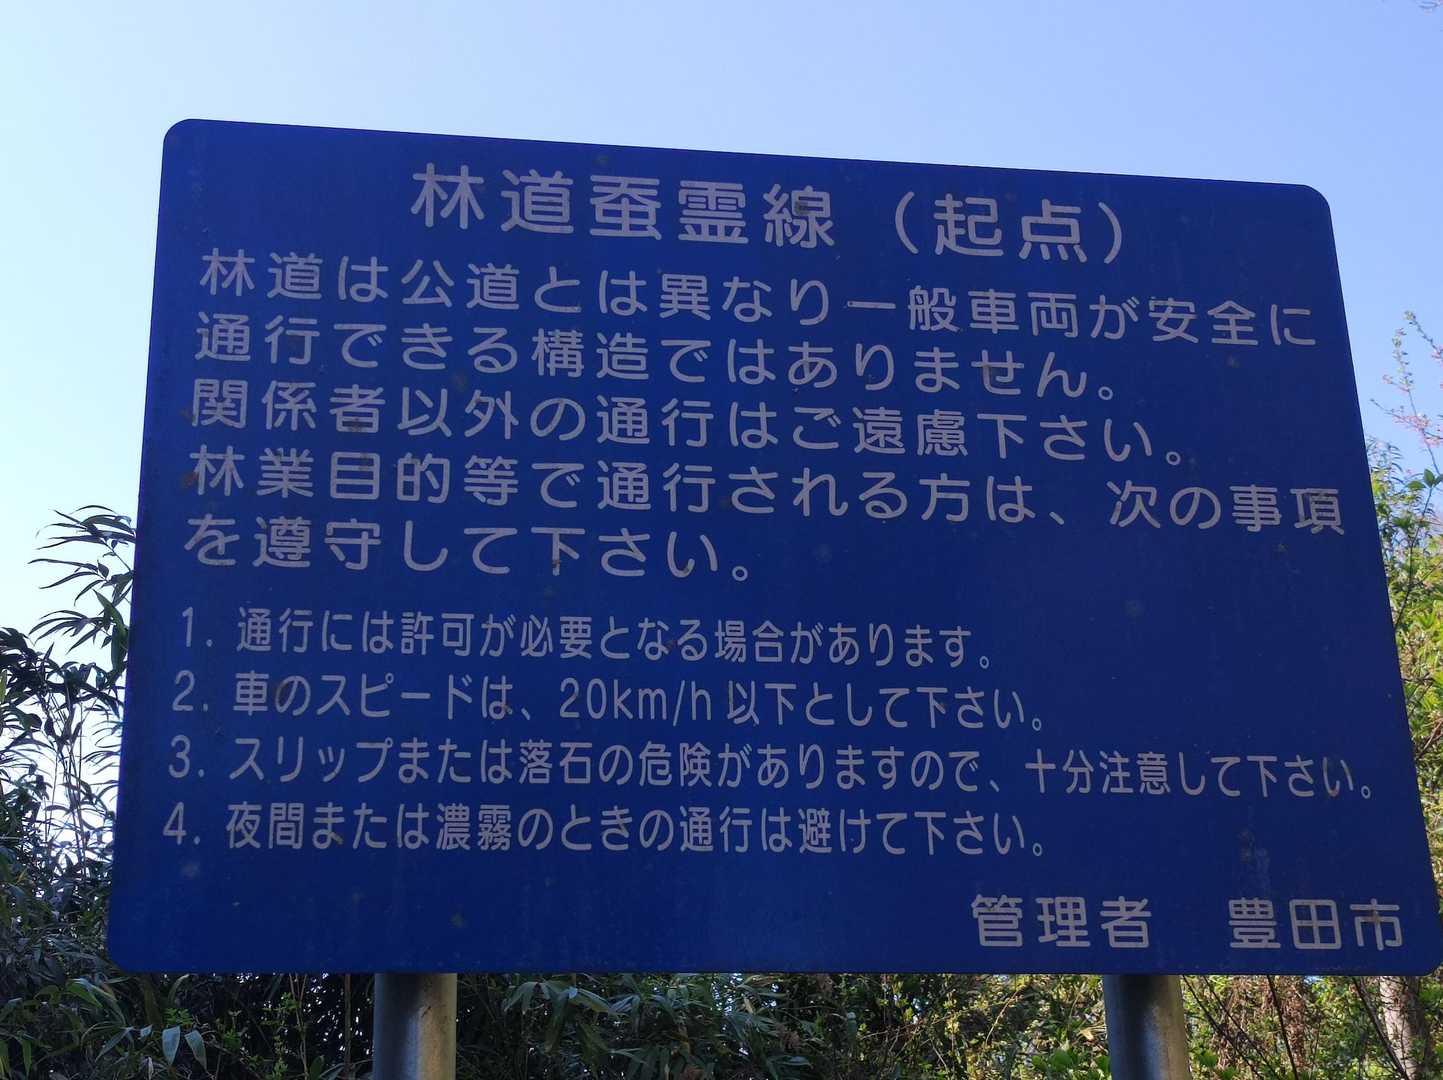 林道蚕霊線（起点）
林道は公道とは異なり一般車両が安全に
通行できる構造ではありません。
関係者以外の通行はご遠慮下さい。
林業目的等で通行される方は、次の事項
を遵守して下さい。
1. 通行には許可が必要となる場合があります。
2. 車のスピードは、20km/h以下として下さい。
3. スリップまたは落石の危険がありますので、十分注意して下さい。
4. 夜間または濃霧のときの通行は避けて下さい。
管理者　豊田市